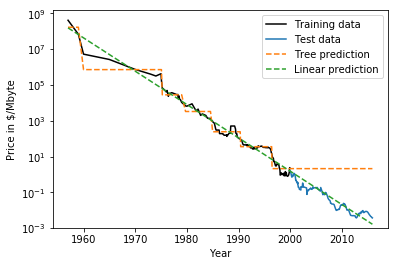 10⁹
10⁷
10⁵
10³
10¹
10⁻¹
10⁻³
Price in $/Mbyte
Training data
Test data
Tree prediction
Linear prediction
1960 1970 1980 1990 2000 2010
Year